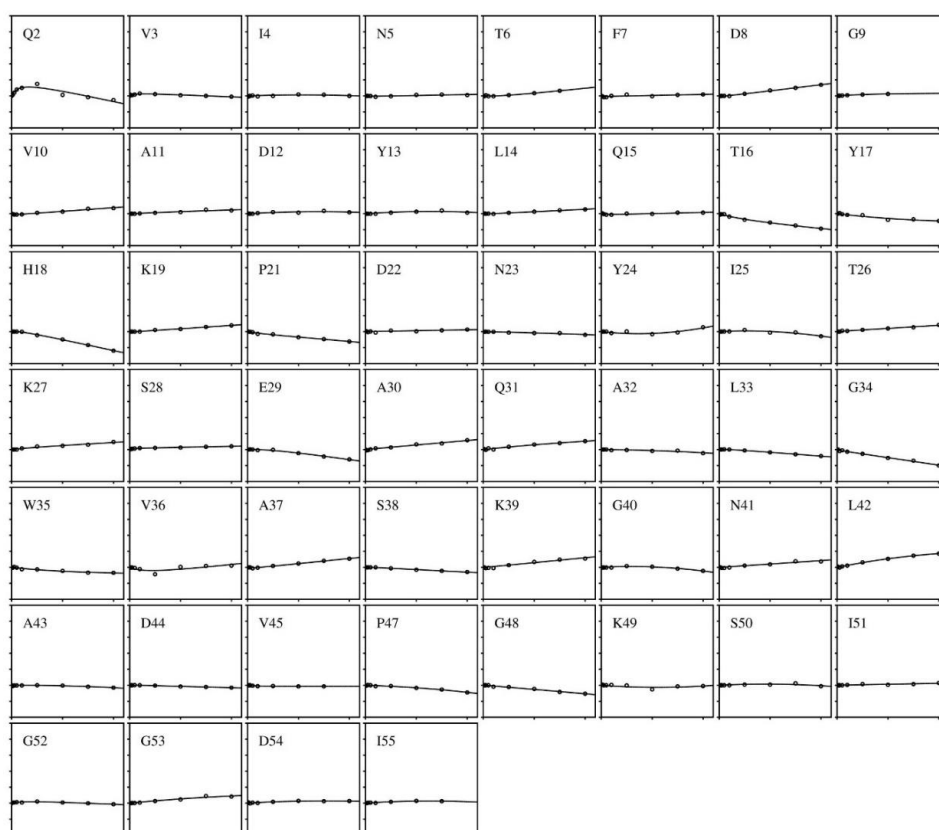 Q2 V3 I4 N5 T6 F7 D8 G9
V10 A11 D12 Y13 L14 Q15 T16 Y17
H18 K19 P21 D22 N23 Y24 I25 T26
K27 S28 E29 A30 Q31 A32 L33 G34
W35 V36 A37 S38 K39 G40 N41 L42
A43 D44 V45 P47 G48 K49 S50 I51
G52 G53 D54 I55